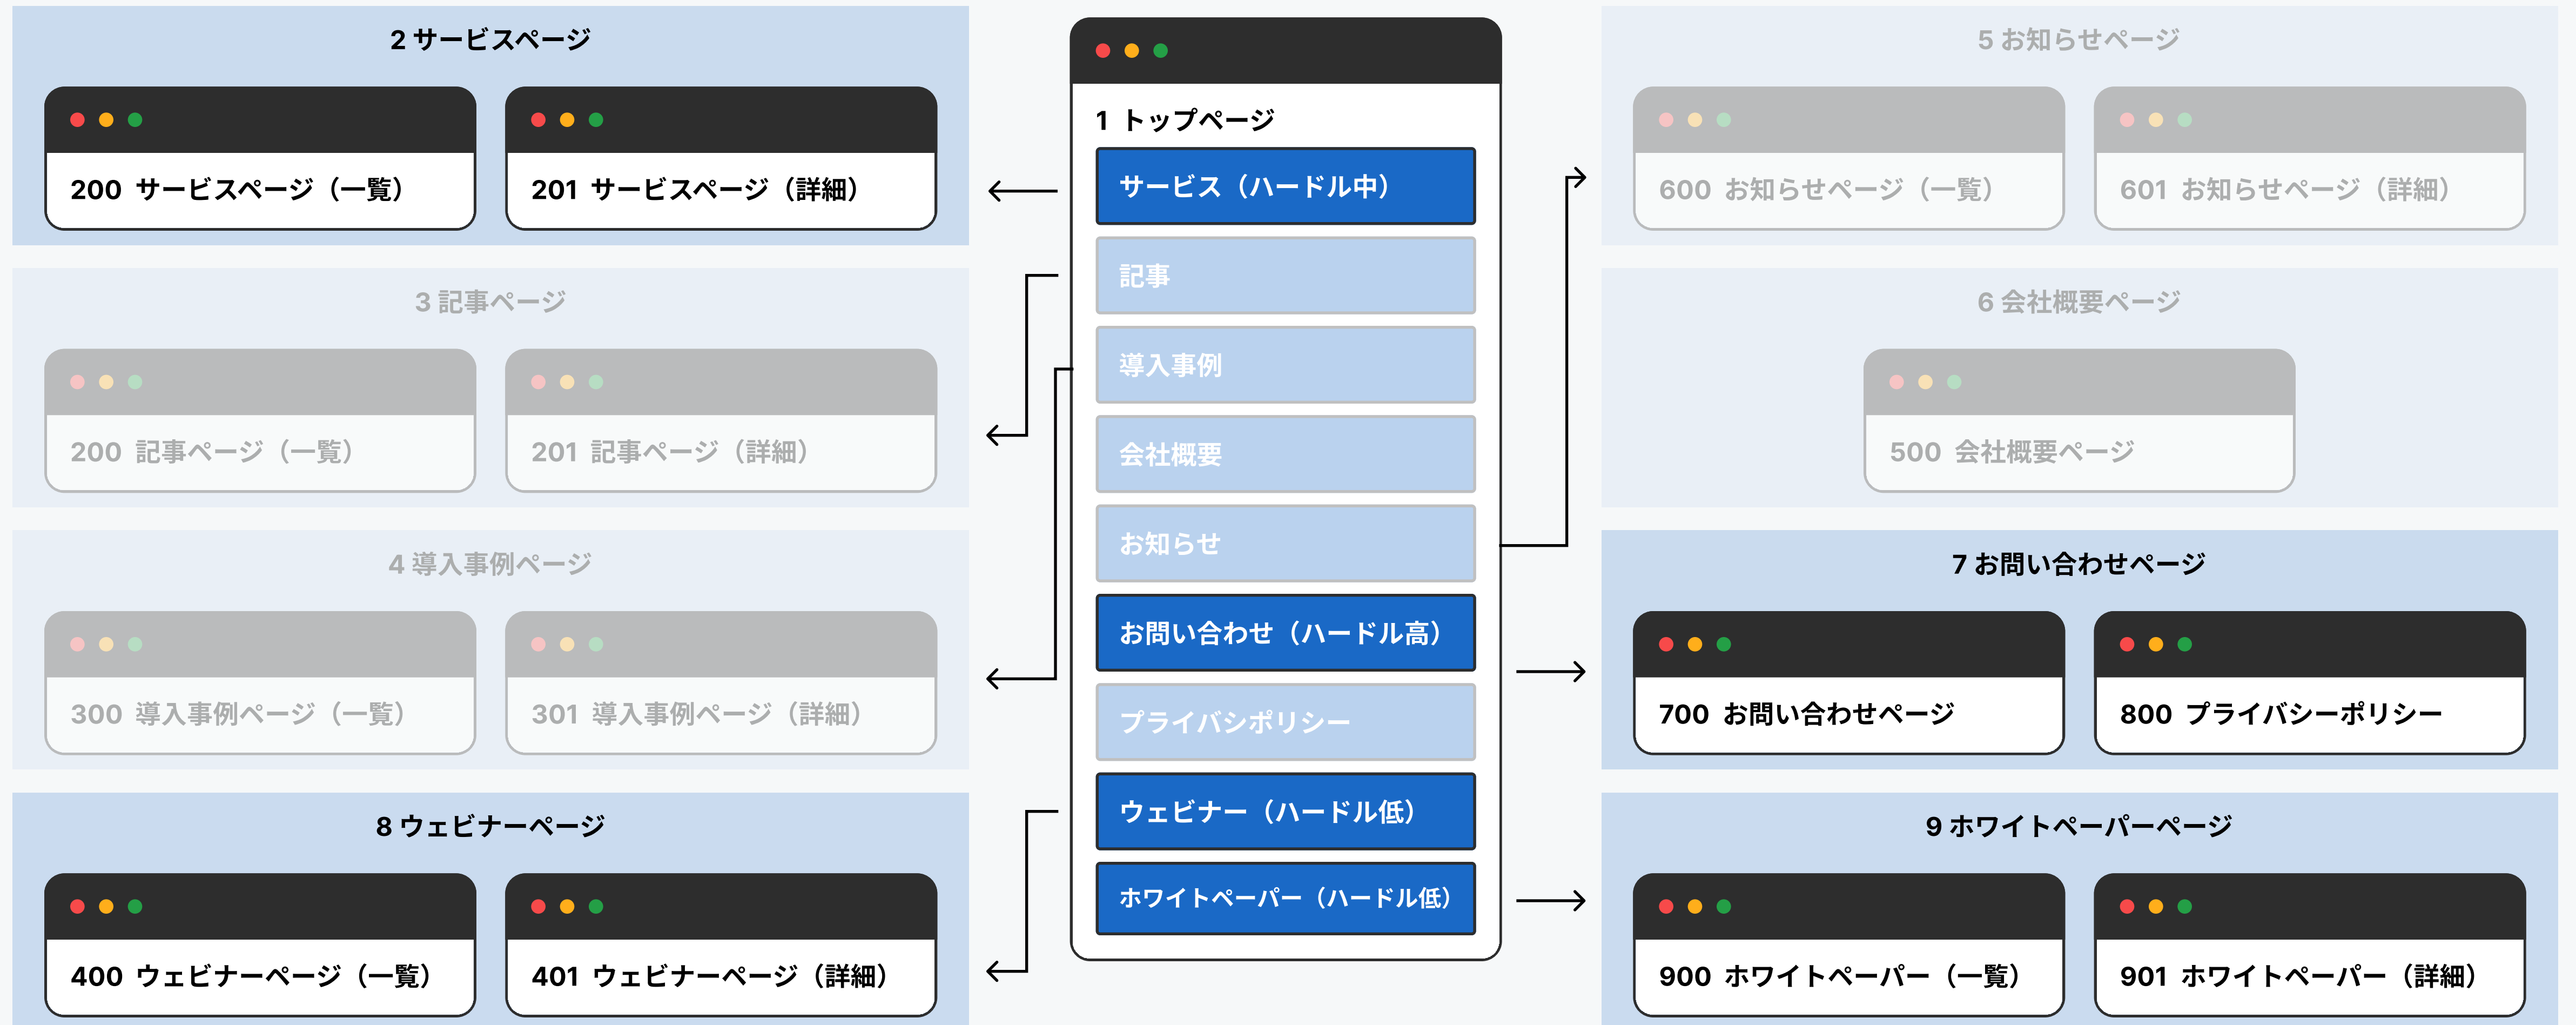 2 サービスページ
200 サービスページ（一覧）
201 サービスページ（詳細）
3 記事ページ
200 記事ページ（一覧）
201 記事ページ（詳細）
4 導入事例ページ
300 導入事例ページ（一覧）
301 導入事例ページ（詳細）
8 ウェビナーページ
400 ウェビナーページ（一覧）
401 ウェビナーページ（詳細）
1 トップページ
サービス（ハードル中）
記事
導入事例
会社概要
お知らせ
お問い合わせ（ハードル高）
プライバシポリシー
ウェビナー（ハードル低）
ホワイトペーパー（ハードル低）
5 お知らせページ
600 お知らせページ（一覧）
601 お知らせページ（詳細）
6 会社概要ページ
500 会社概要ページ
7 お問い合わせページ
700 お問い合わせページ
800 プライバシーポリシー
9 ホワイトペーパーページ
900 ホワイトペーパー（一覧）
901 ホワイトペーパー（詳細）